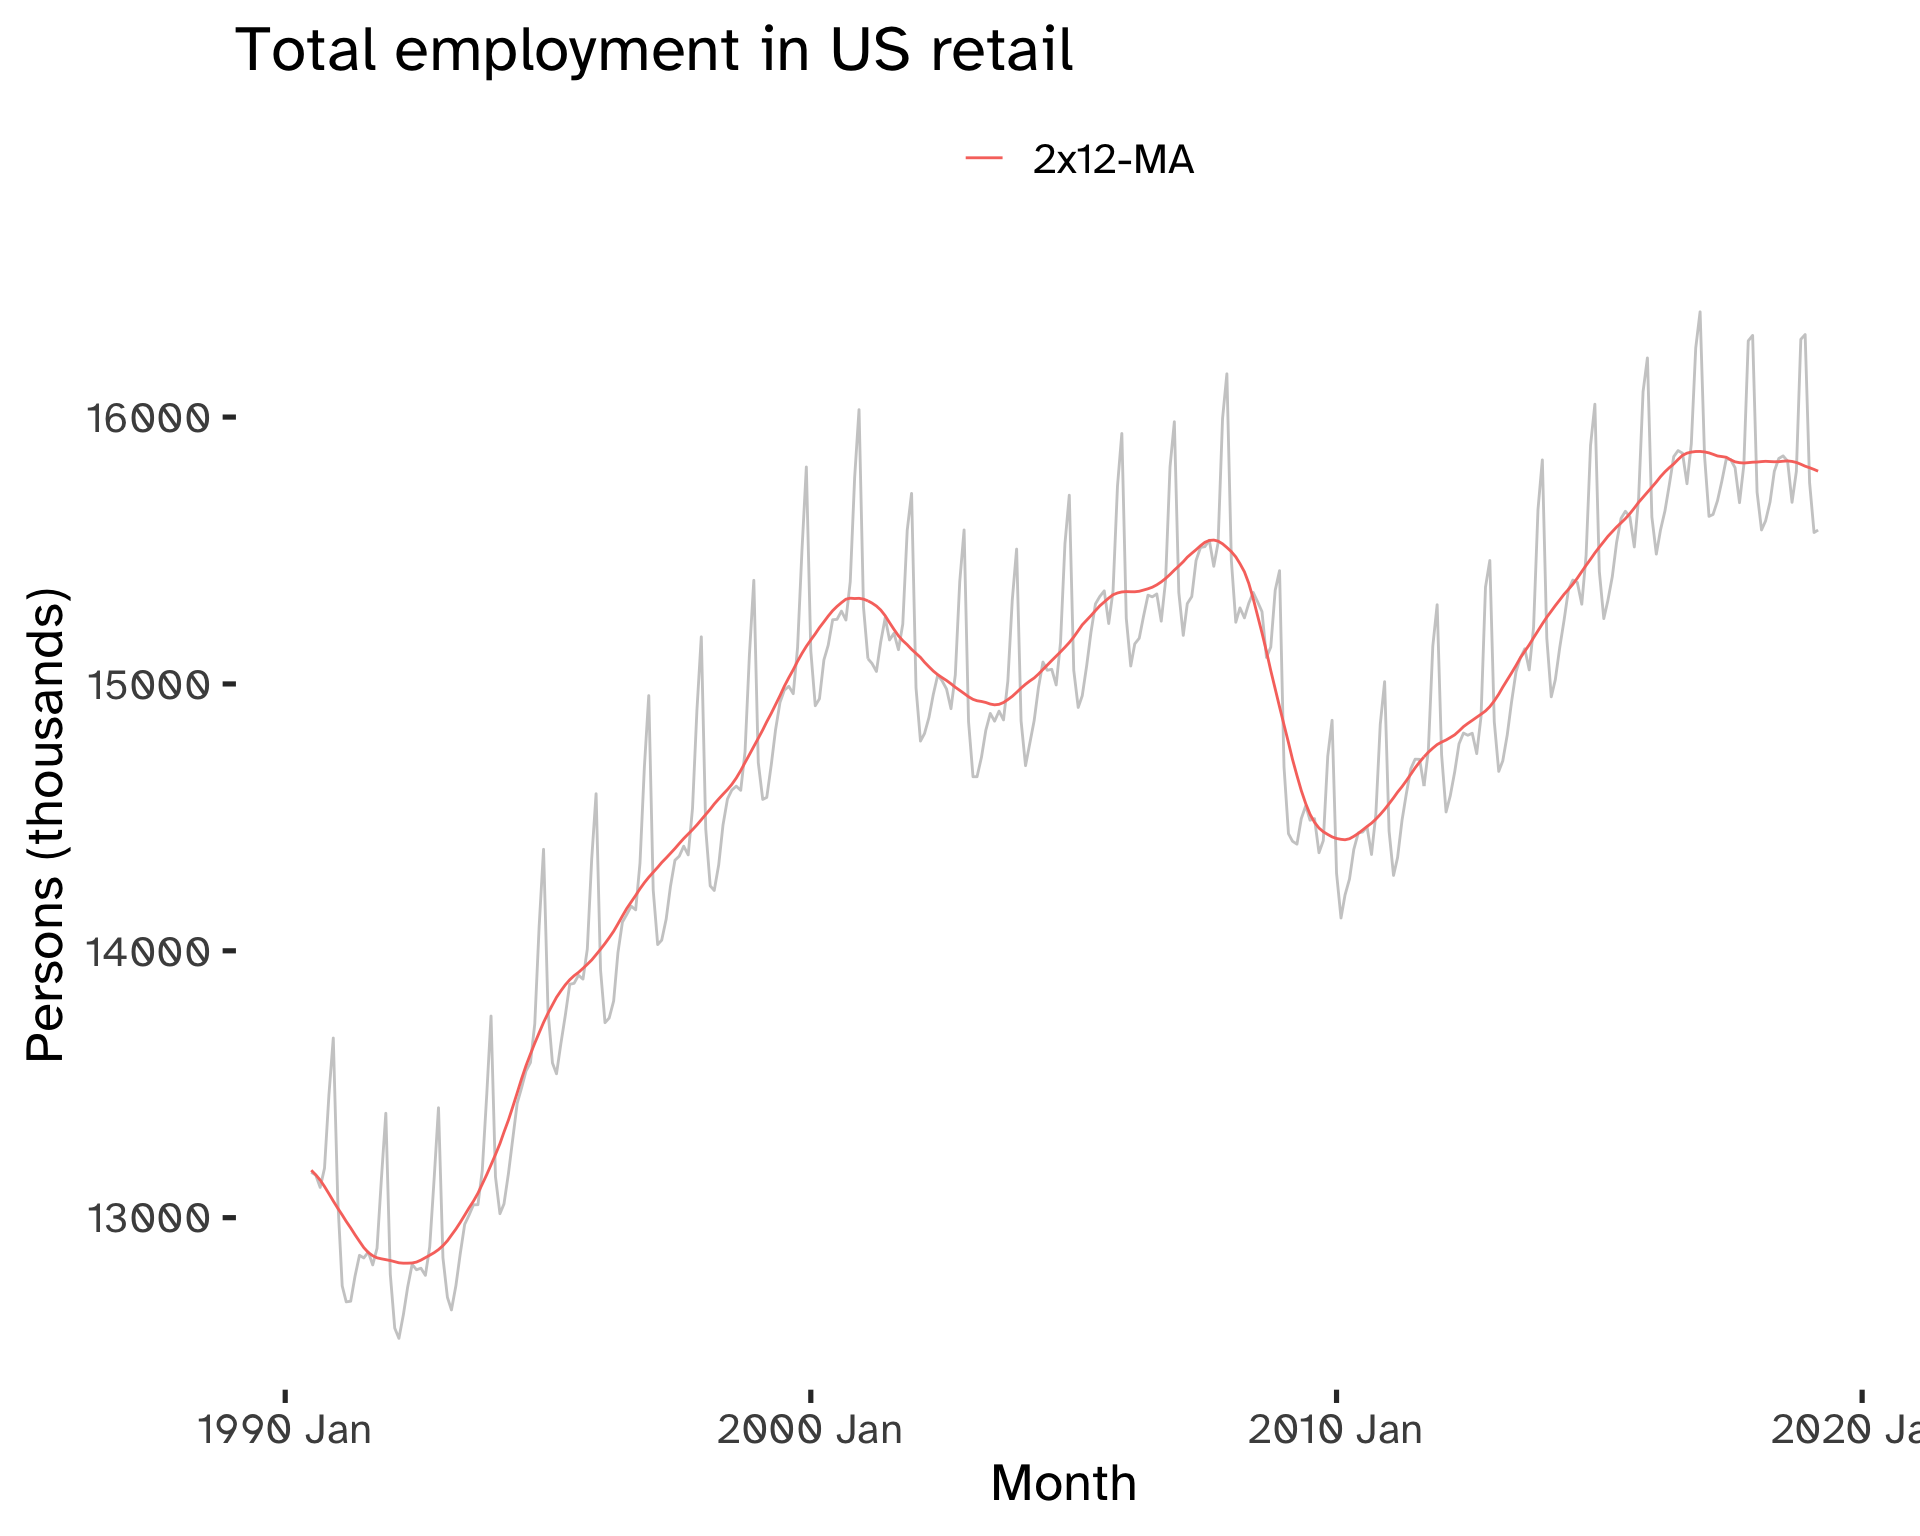 Total employment in US retail
2x12-MA
Persons (thousands)
16000
15000
14000
13000
1990 Jan
2000 Jan
2010 Jan
2020 Ja
Month